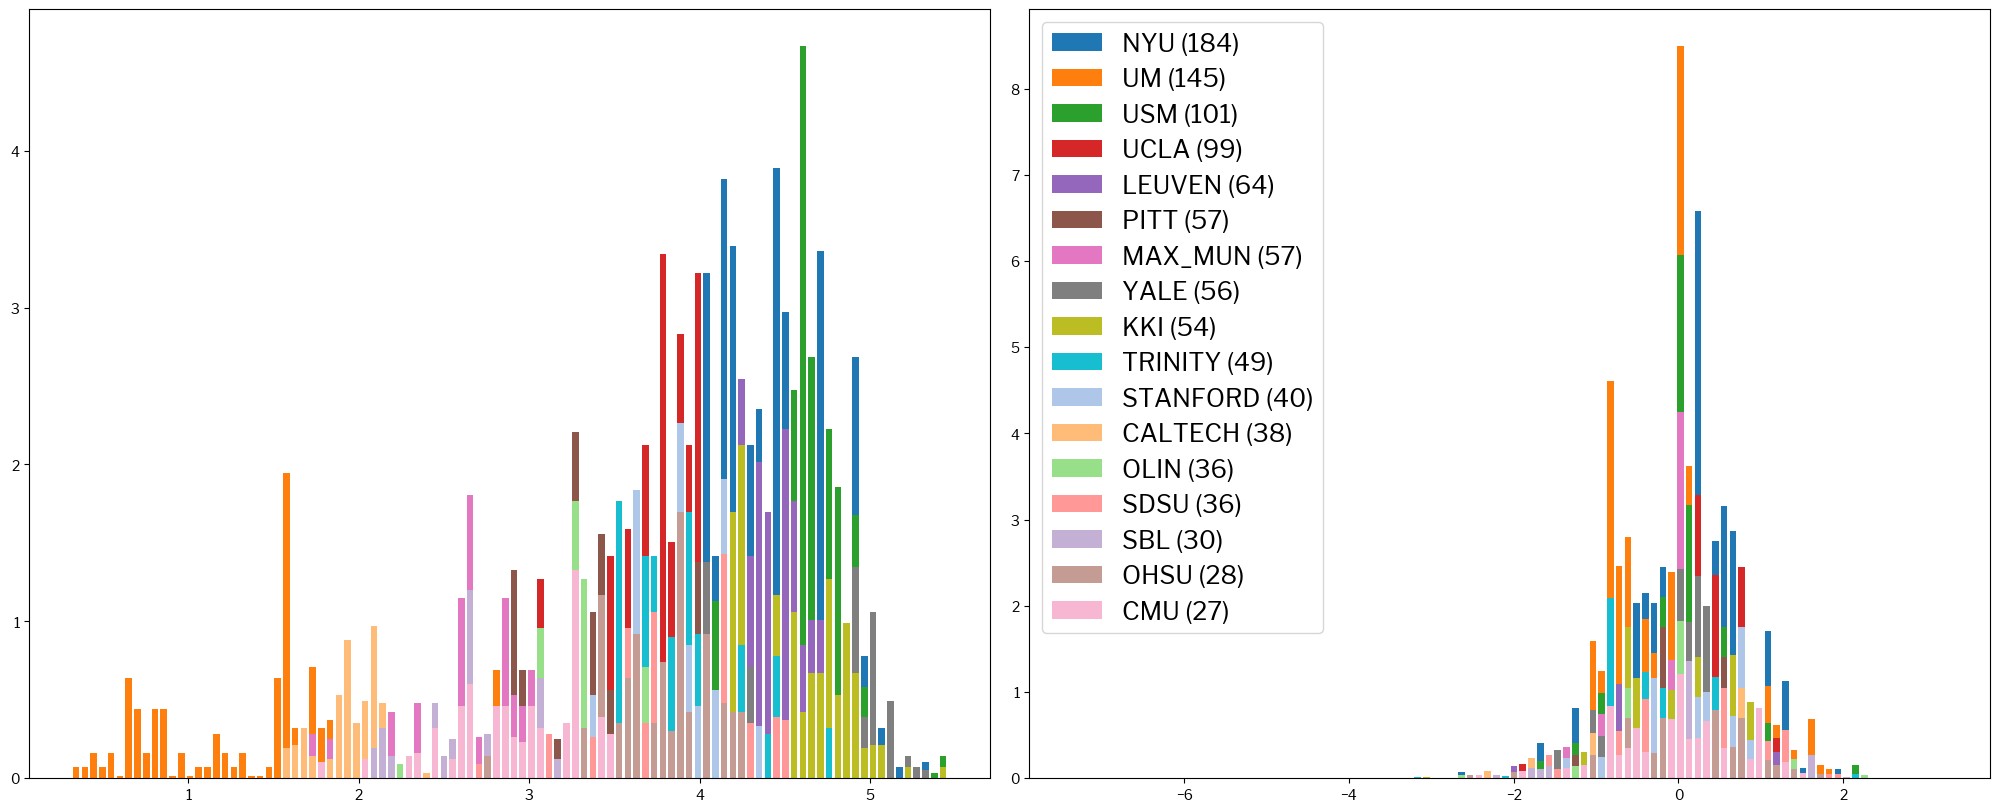 4
3
2
1
0
1
2
3
4
5
8
7
6
5
4
3
2
1
0
−6
−4
−2
0
2
NYU (184)
UM (145)
USM (101)
UCLA (99)
LEUVEN (64)
PITT (57)
MAX_MUN (57)
YALE (56)
KKI (54)
TRINITY (49)
STANFORD (40)
CALTECH (38)
OLIN (36)
SDSU (36)
SBL (30)
OHSU (28)
CMU (27)